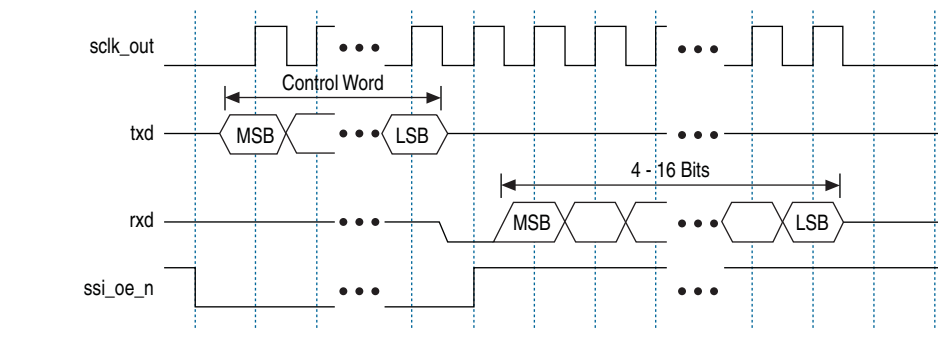 sclk_out
Control Word
txd MSB LSB
4 - 16 Bits
rxd MSB LSB
ssi_oe_n